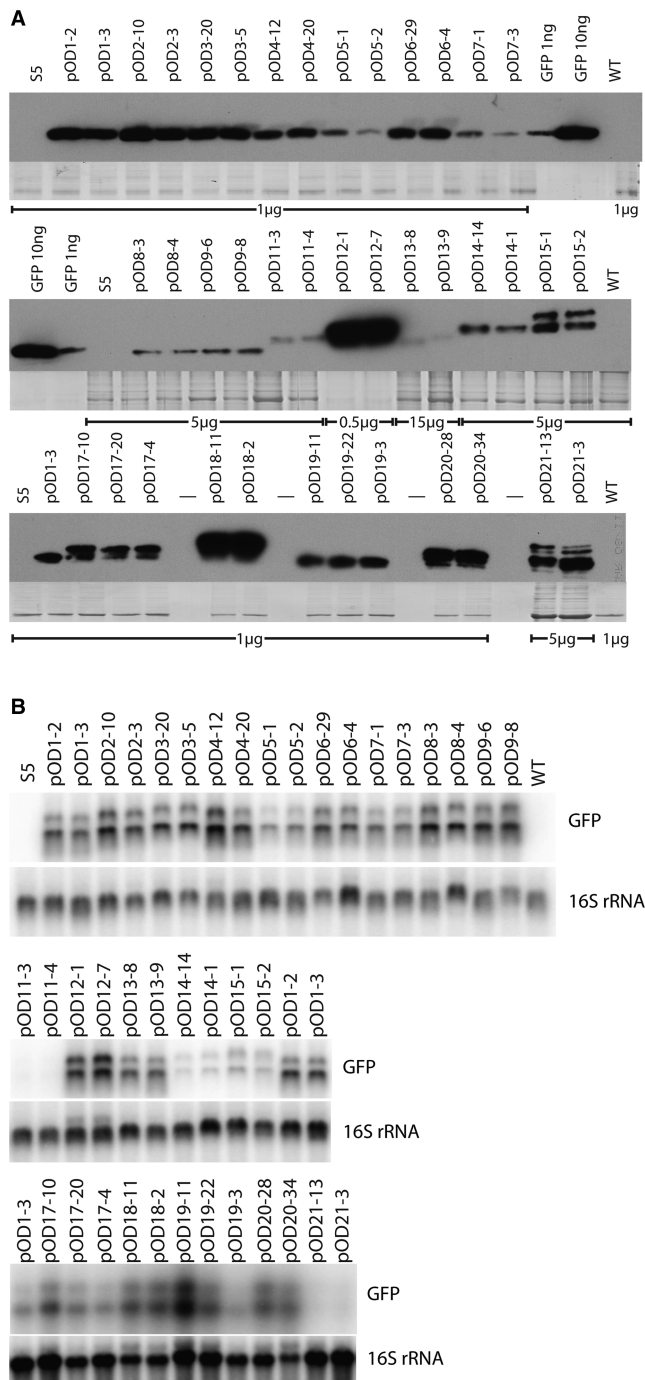 A
S5 pOD1-2 pOD1-3 pOD2-10 pOD2-3 pOD3-20 pOD3-5 pOD4-12 pOD4-20 pOD5-1 pOD5-2 pOD6-29 pOD6-4 pOD7-1 pOD7-3 GFP 1ng GFP 10ng WT
1µg 1µg
GFP 10ng GFP 1ng S5 pOD8-3 pOD8-4 pOD9-6 pOD9-8 pOD11-3 pOD11-4 pOD12-1 pOD12-7 pOD13-8 pOD13-9 pOD14-14 pOD14-1 pOD15-1 pOD15-2 WT
5µg 0.5µg 15µg 5µg
S5 pOD1-3 pOD17-10 pOD17-20 pOD17-4 — pOD18-11 pOD18-2 — pOD19-11 pOD19-22 pOD19-3 — pOD20-28 pOD20-34 — pOD21-13 pOD21-3 WT
1µg 5µg 1µg
B
S5 pOD1-2 pOD1-3 pOD2-10 pOD2-3 pOD3-20 pOD3-5 pOD4-12 pOD4-20 pOD5-1 pOD5-2 pOD6-29 pOD6-4 pOD7-1 pOD7-3 pOD8-3 pOD8-4 pOD9-6 pOD9-8 WT
GFP
16S rRNA
pOD11-3 pOD11-4 pOD12-1 pOD12-7 pOD13-8 pOD13-9 pOD14-14 pOD14-1 pOD15-1 pOD15-2 pOD1-2 pOD1-3
GFP
16S rRNA
pOD1-3 pOD17-10 pOD17-20 pOD17-4 pOD18-11 pOD18-2 pOD19-11 pOD19-22 pOD19-3 pOD20-28 pOD20-34 pOD21-13 pOD21-3
GFP
16S rRNA